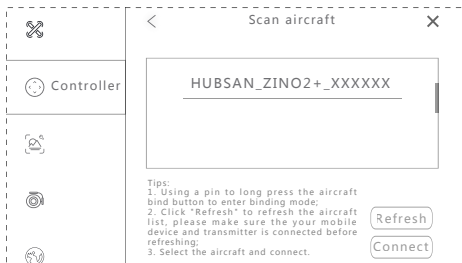 Scan aircraft
Controller
HUBSAN_ZINO2+_XXXXXX
Tips:
1. Using a pin to long press the aircraft
bind button to enter binding mode;
2. Click "Refresh" to refresh the aircraft
list, please make sure the your mobile
device and transmitter is connected before
refreshing;
3. Select the aircraft and connect.
Refresh
Connect